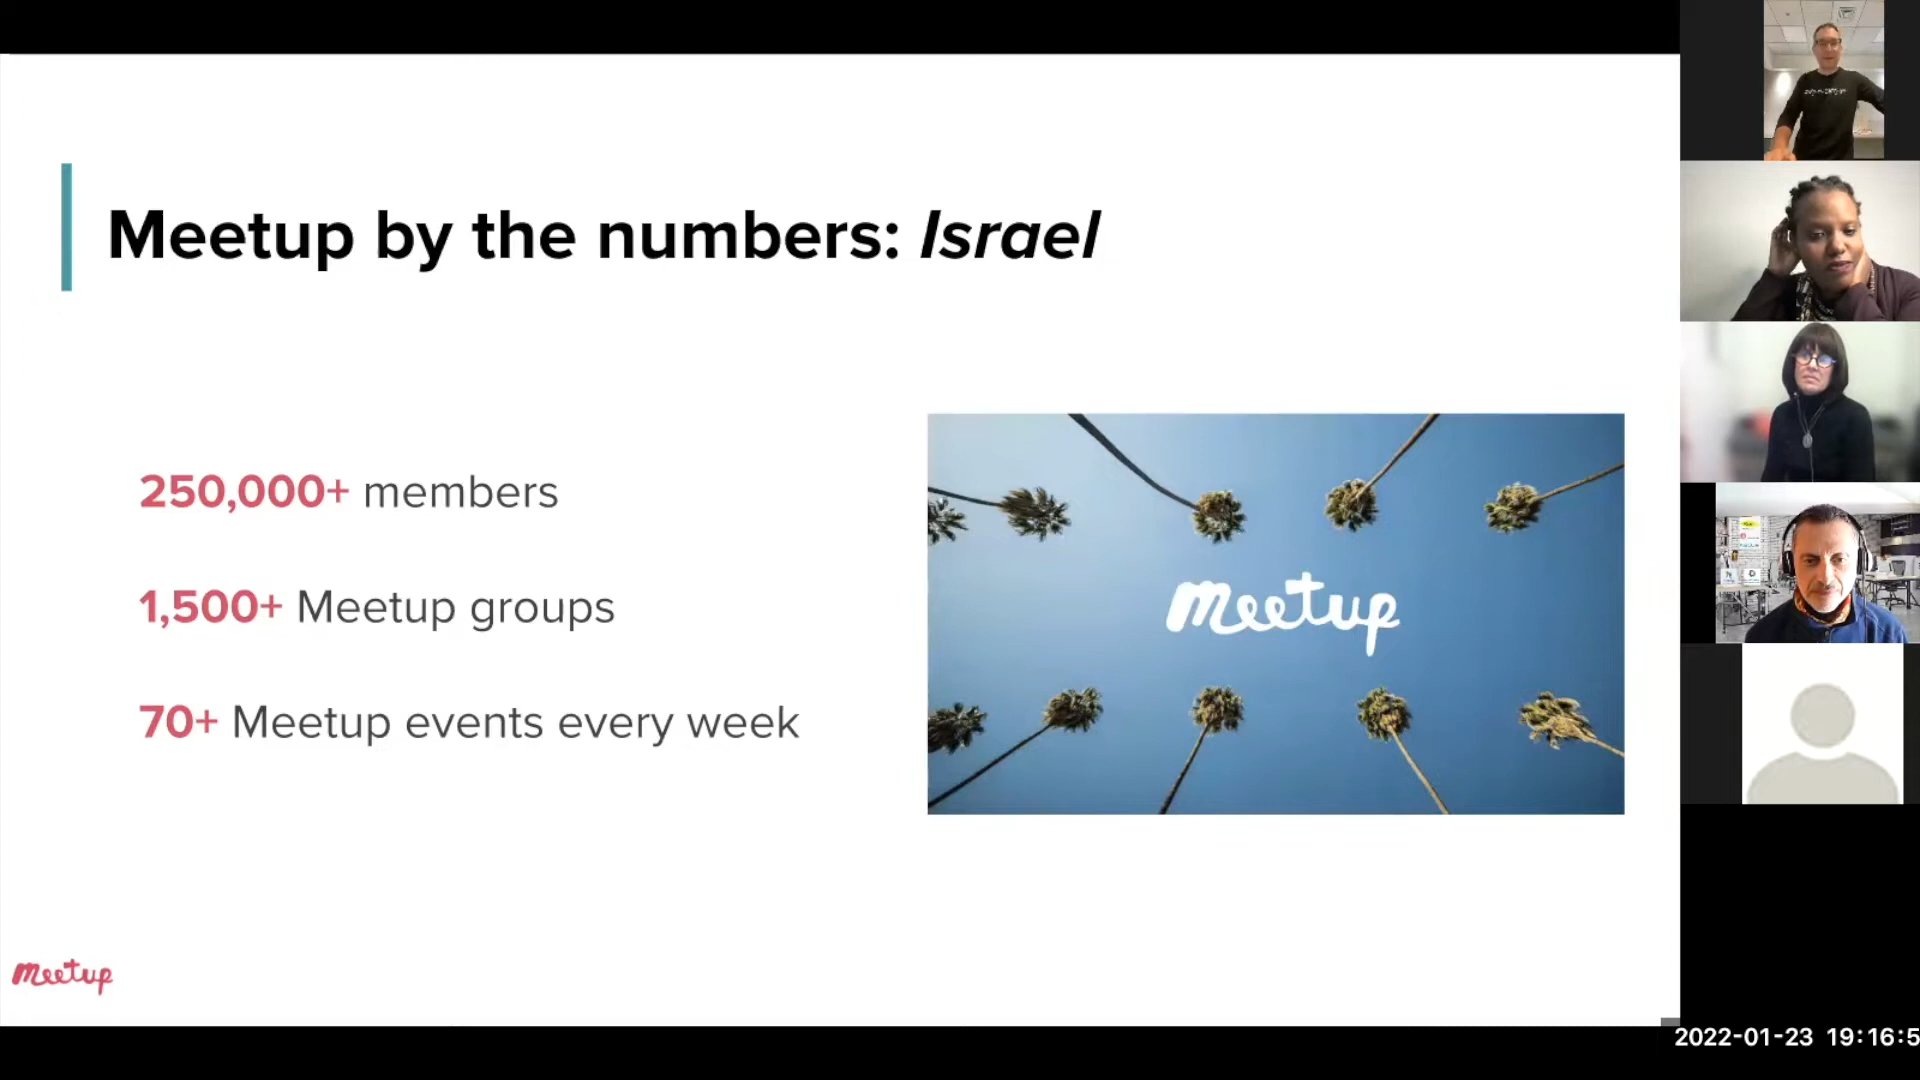 Meetup by the numbers: Israel
250,000+ members
1,500+ Meetup groups
70+ Meetup events every week
meetup
meetup
2022-01-23 19:16:5